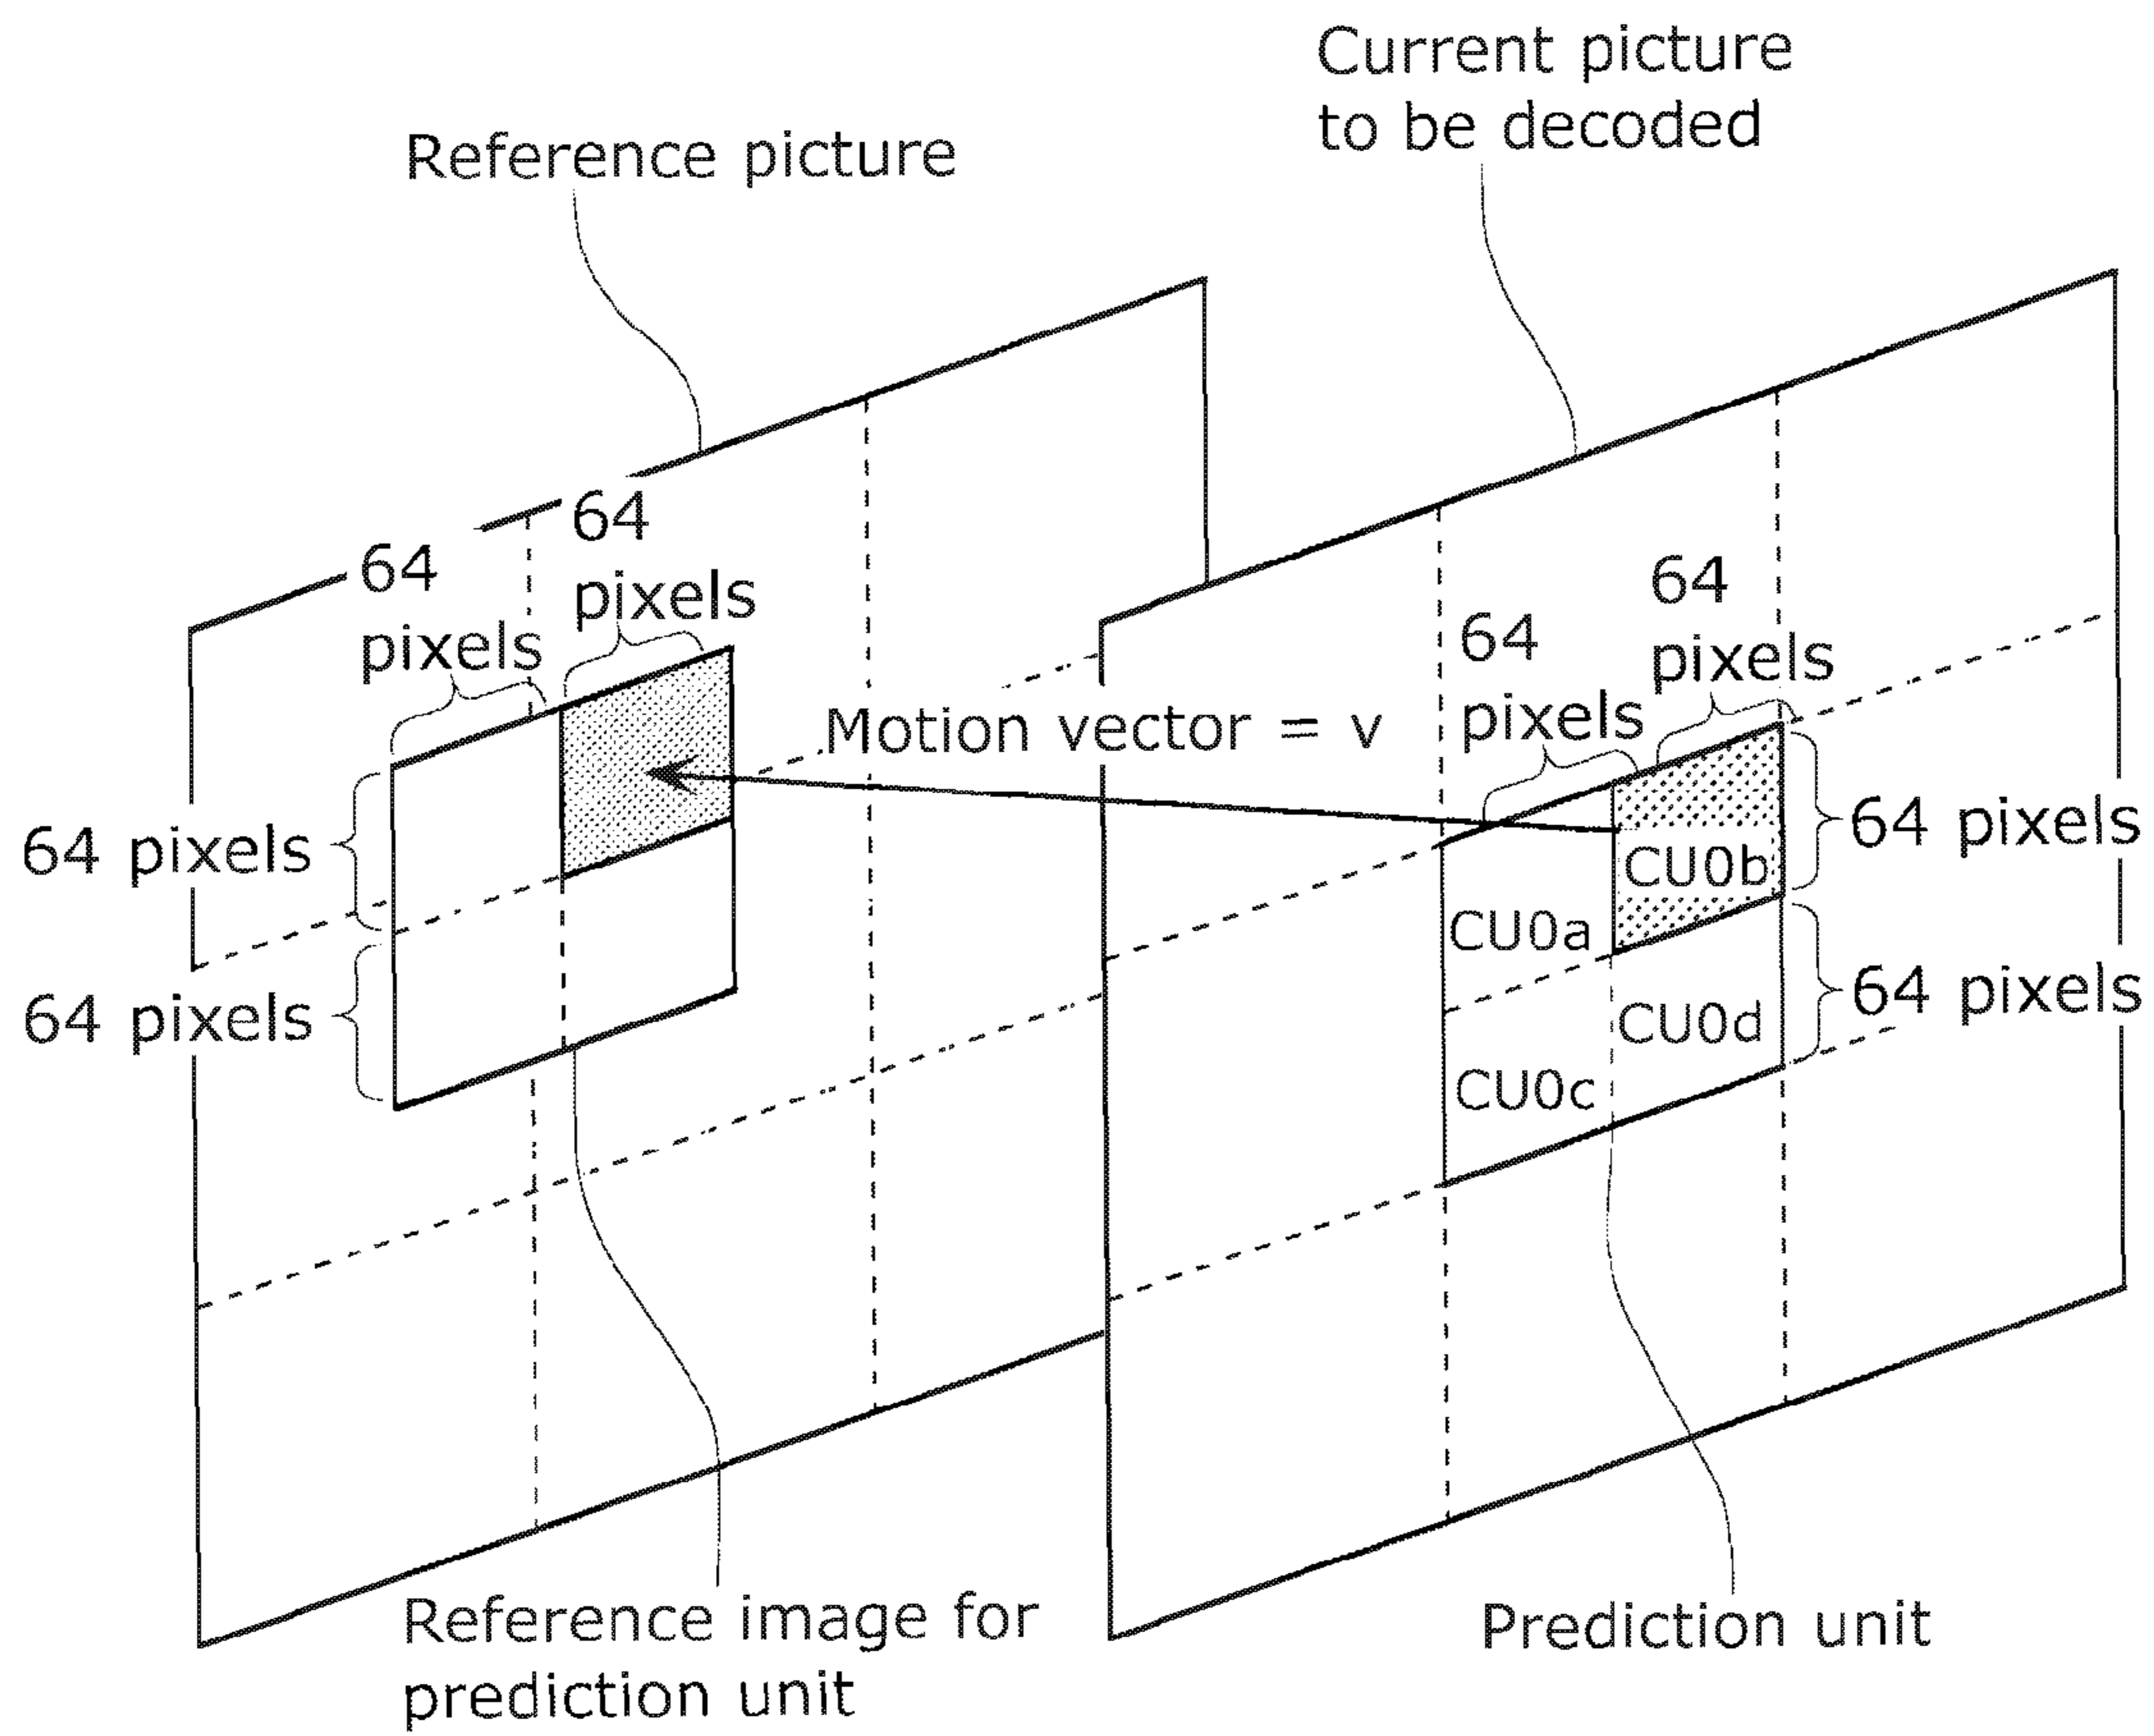 Current picture
to be decoded
Reference picture
64
pixels
64
pixels
64
pixels
64
pixels
Motion vector = v
64 pixels
64 pixels
64 pixels
64 pixels
CU0b
CU0a
CU0d
CU0c
Reference image for
prediction unit
Prediction unit